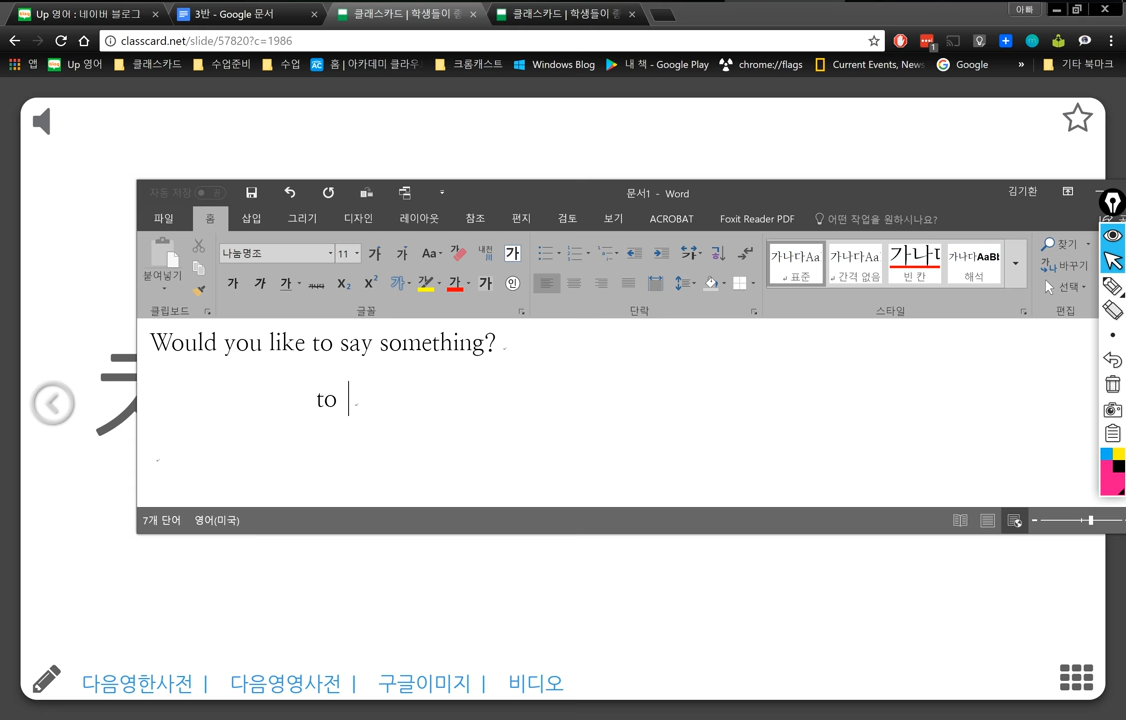 Up 영어 : 네이버 블로그
3반 - Google 문서
클래스카드 | 학생들이 좀
클래스카드 | 학생들이 좀
아빠
classcard.net/slide/57820?c=1986
1
앱
Up 영어
클래스카드
수업준비
수업
홈 | 아카데미 클라우
크롬캐스트
Windows Blog
내 책 - Google Play
chrome://flags
Current Events, News
Google
»
기타 북마크
자동 저장
문서1 - Word
김기환
파일 홈 삽입 그리기 디자인 레이아웃 참조 편지 검토 보기 ACROBAT Foxit Reader PDF 어떤 작업을 원하시나요?
붙여넣기
클립보드
나눔명조 11
글꼴
단락
가나다Aa 가나다Aa 가나다 가나다AaBb
표준 간격 없음 빈 칸 해석
스타일
찾기
바꾸기
선택
편집
Would you like to say something?
to
7개 단어 영어(미국)
다음영한사전 | 다음영영사전 | 구글이미지 | 비디오